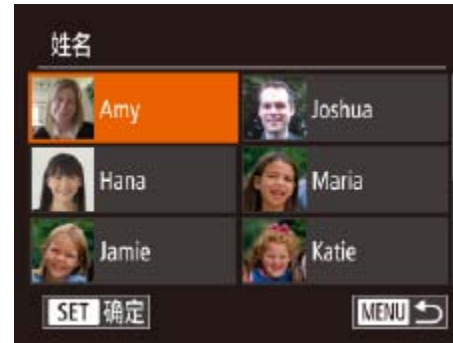 姓名
Amy Joshua
Hana Maria
Jamie Katie
SET 确定 MENU